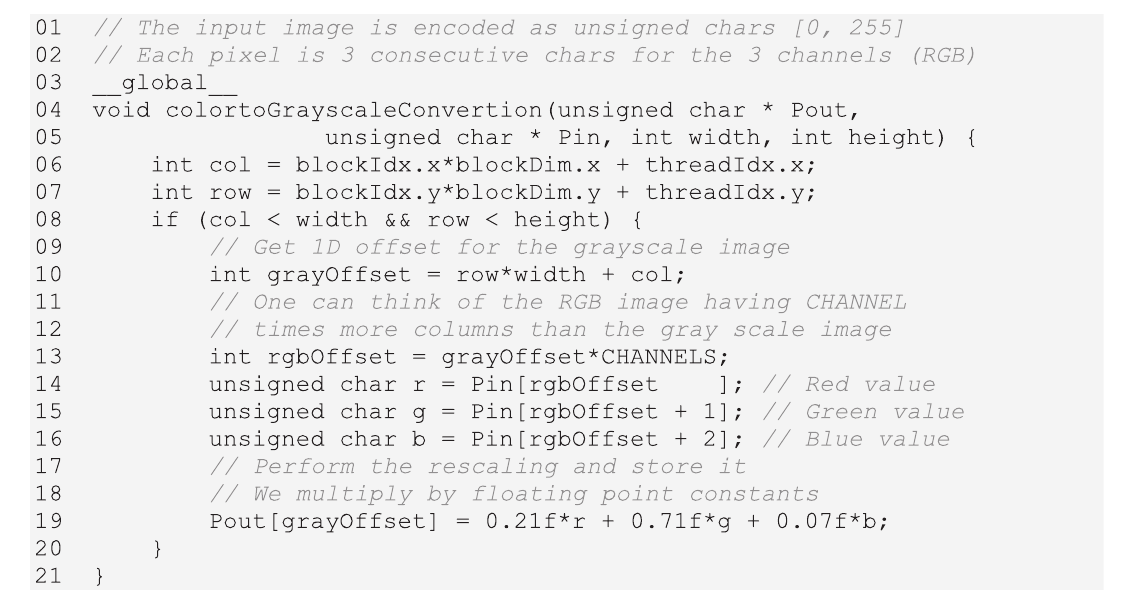 01 // The input image is encoded as unsigned chars [0, 255]
02 // Each pixel is 3 consecutive chars for the 3 channels (RGB)
03 __global__
04 void colortoGrayscaleConvertion(unsigned char * Pout,
05                 unsigned char * Pin, int width, int height) {
06     int col = blockIdx.x*blockDim.x + threadIdx.x;
07     int row = blockIdx.y*blockDim.y + threadIdx.y;
08     if (col < width && row < height) {
09         // Get 1D offset for the grayscale image
10         int grayOffset = row*width + col;
11         // One can think of the RGB image having CHANNEL
12         // times more columns than the gray scale image
13         int rgbOffset = grayOffset*CHANNELS;
14         unsigned char r = Pin[rgbOffset    ]; // Red value
15         unsigned char g = Pin[rgbOffset + 1]; // Green value
16         unsigned char b = Pin[rgbOffset + 2]; // Blue value
17         // Perform the rescaling and store it
18         // We multiply by floating point constants
19         Pout[grayOffset] = 0.21f*r + 0.71f*g + 0.07f*b;
20     }
21 }